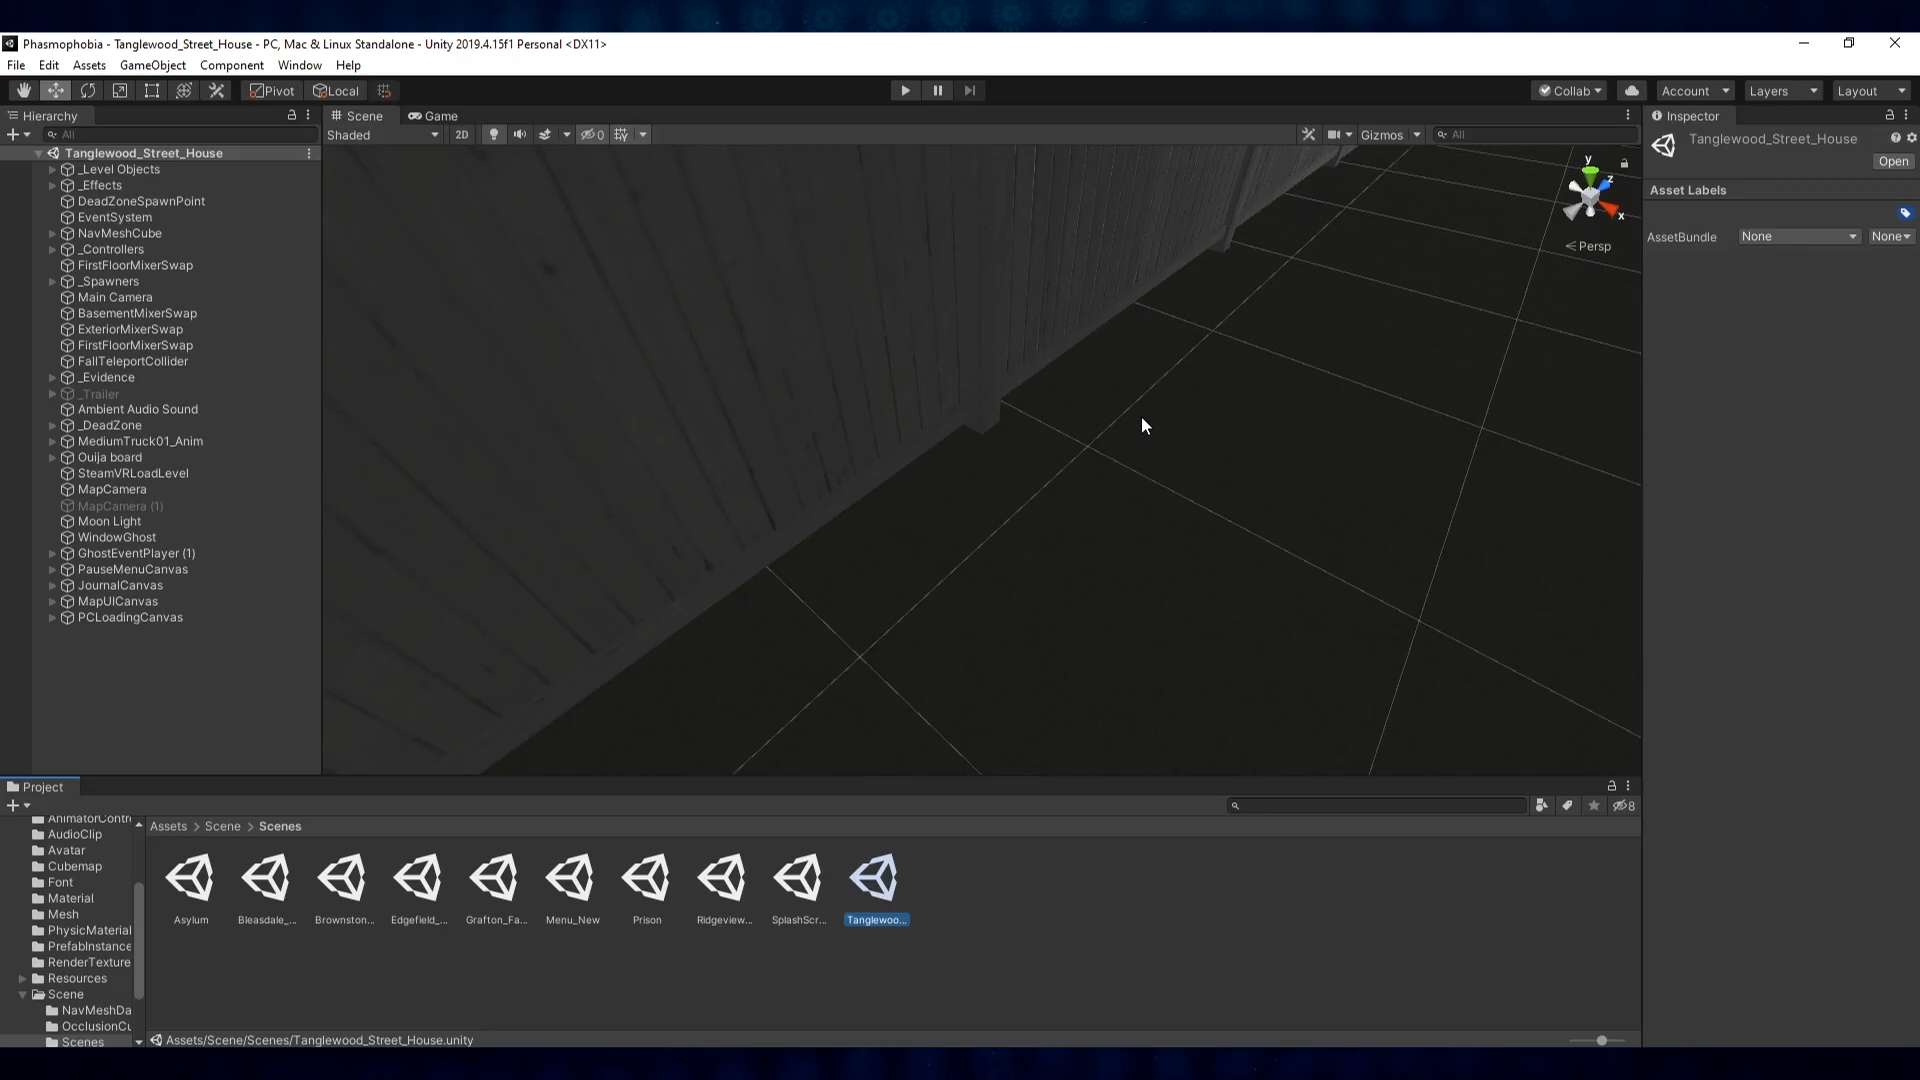 Phasmophobia - Tanglewood_Street_House - PC, Mac & Linux Standalone - Unity 2019.4.15f1 Personal <DX11>
File Edit Assets GameObject Component Window Help
Pivot Local Collab Account Layers Layout
Hierarchy
All
Tanglewood_Street_House
_Level Objects
_Effects
DeadZoneSpawnPoint
EventSystem
NavMeshCube
_Controllers
FirstFloorMixerSwap
_Spawners
Main Camera
BasementMixerSwap
ExteriorMixerSwap
FirstFloorMixerSwap
FallTeleportCollider
_Evidence
_Trailer
Ambient Audio Sound
_DeadZone
MediumTruck01_Anim
Ouija board
SteamVRLoadLevel
MapCamera
MapCamera (1)
Moon Light
WindowGhost
GhostEventPlayer (1)
PauseMenuCanvas
JournalCanvas
MapUICanvas
PCLoadingCanvas
Scene Game
Shaded 2D 0 Gizmos All
y
z
x
Persp
Inspector
Tanglewood_Street_House
Open
Asset Labels
AssetBundle None None
Project
8
AnimatorContr
AudioClip
Avatar
Cubemap
Font
Material
Mesh
PhysicMaterial
PrefabInstance
RenderTexture
Resources
Scene
NavMeshDa
OcclusionCu
Scenes
Assets > Scene > Scenes
Asylum Bleasdale_... Brownston... Edgefield_... Grafton_Fa... Menu_New Prison Ridgeview... SplashScr... Tanglewoo...
Assets/Scene/Scenes/Tanglewood_Street_House.unity